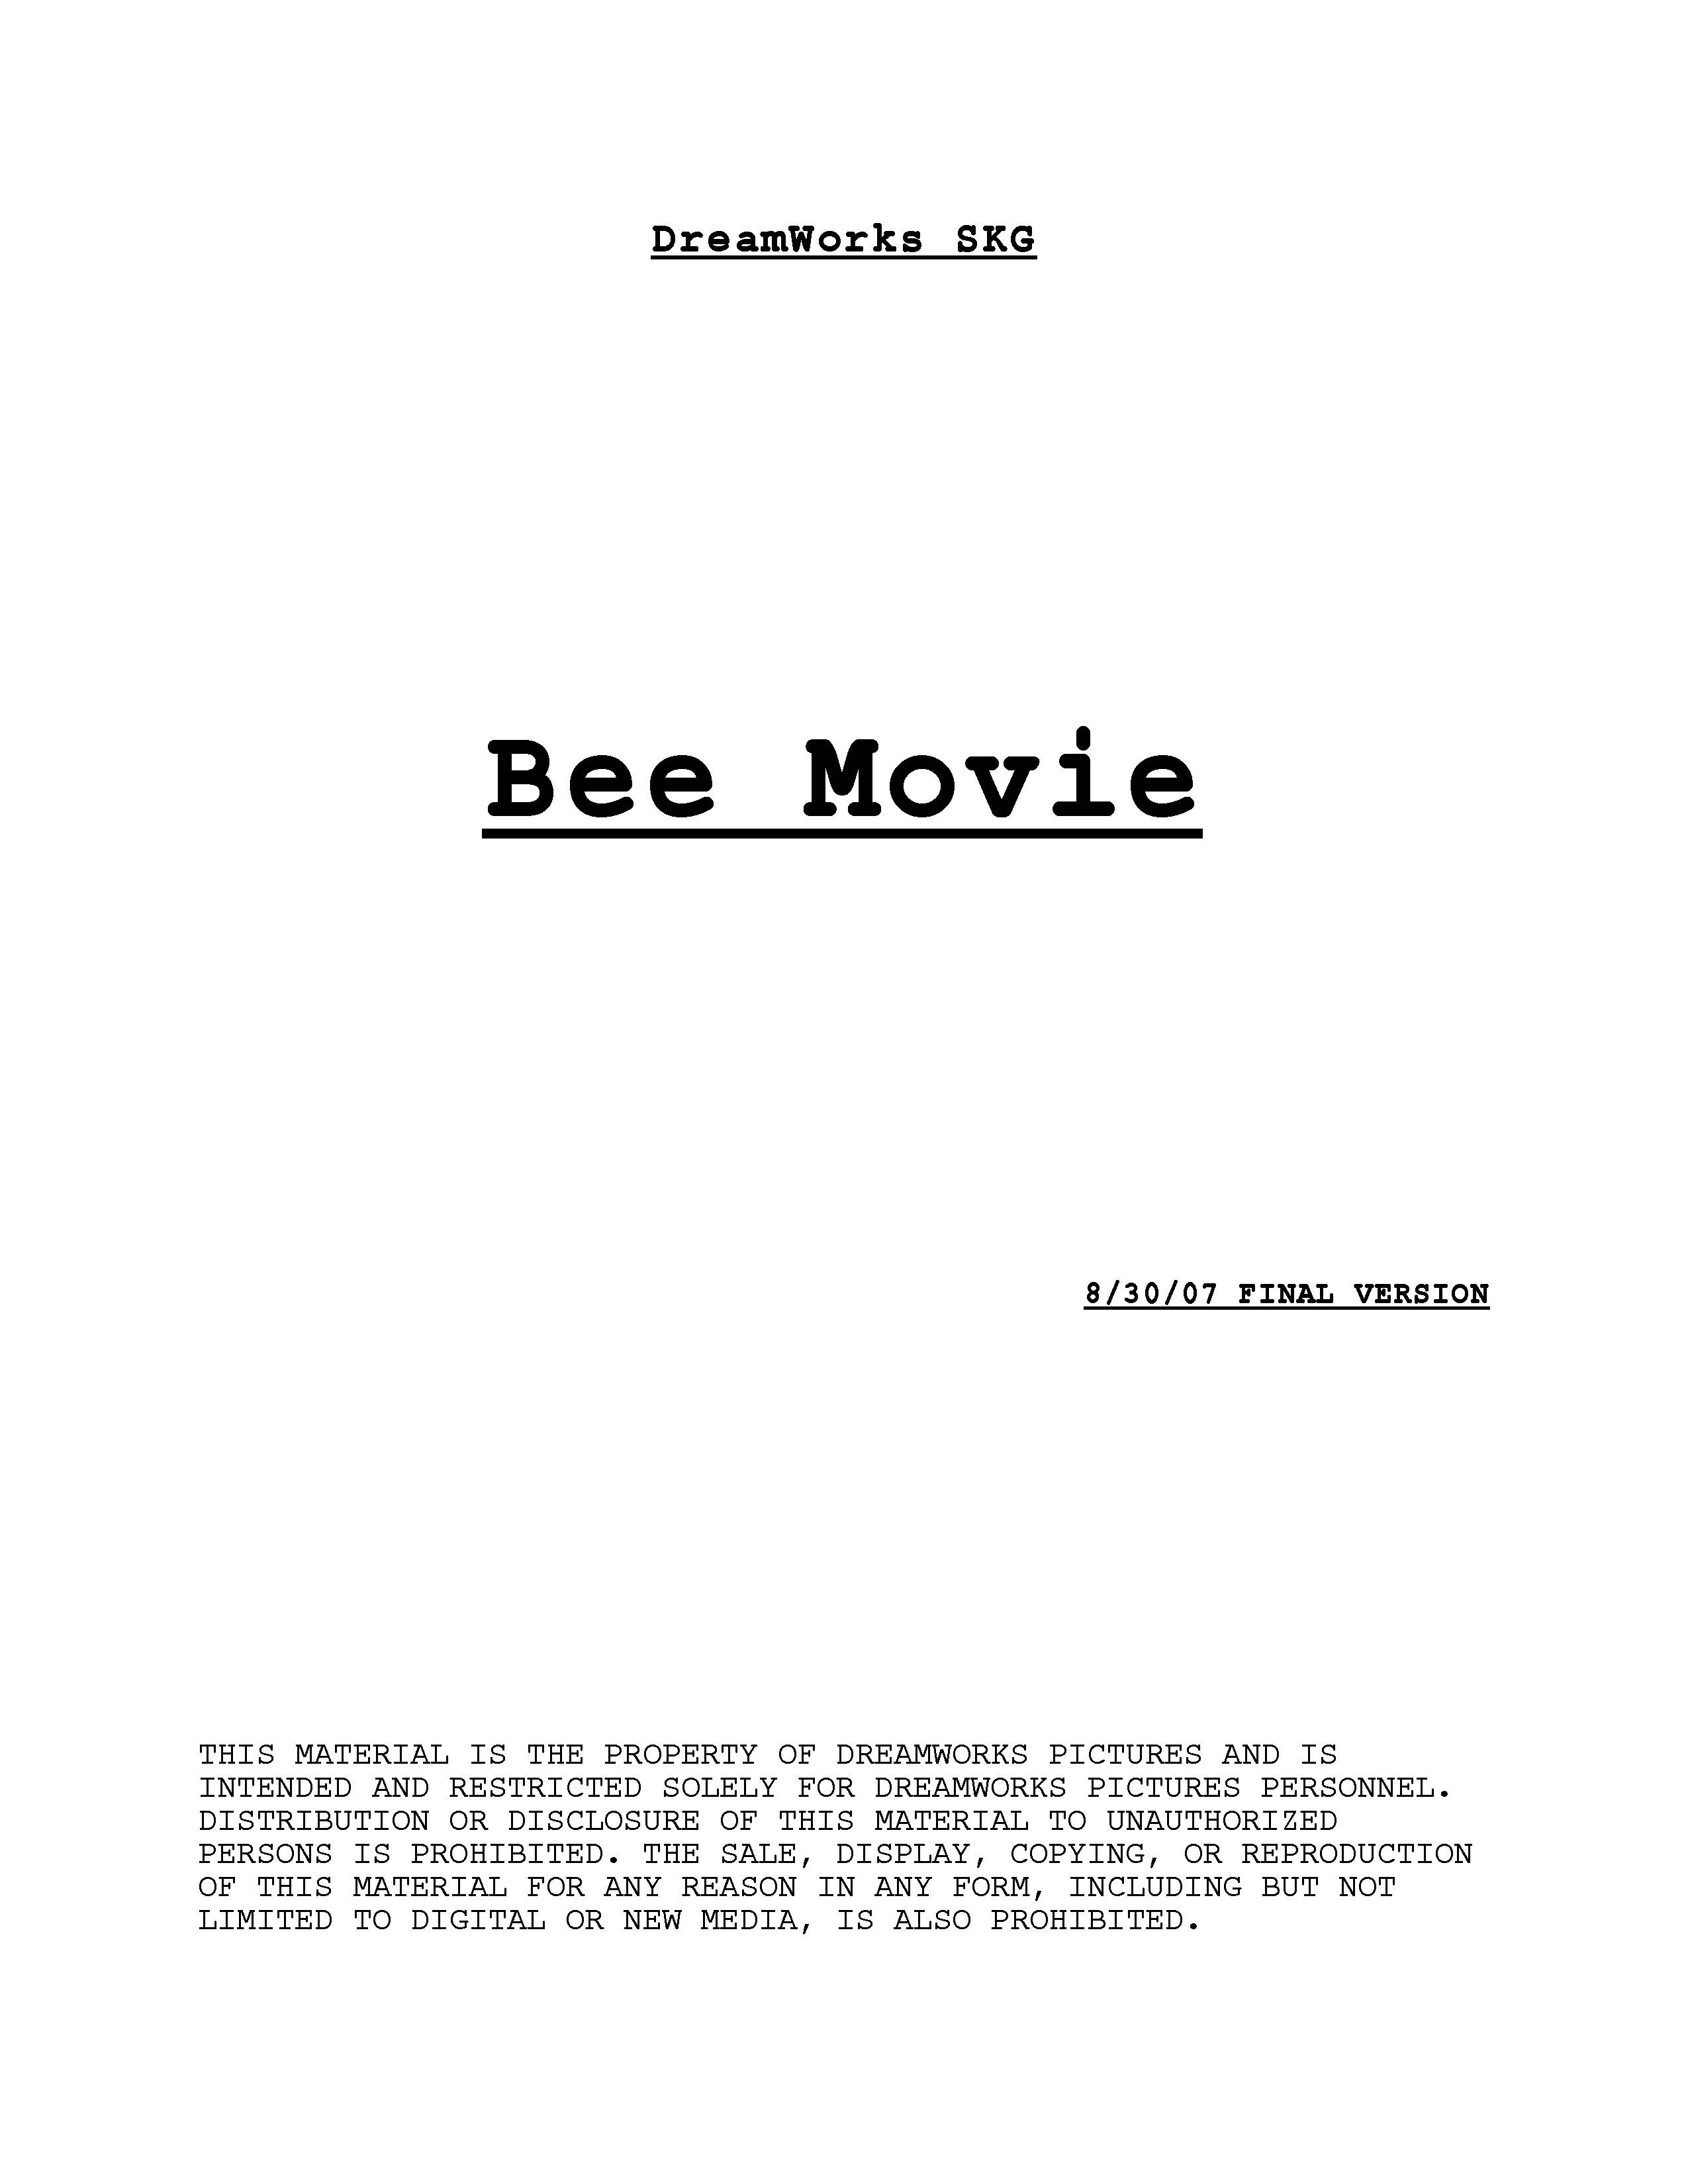 DreamWorks SKG
Bee Movie
8/30/07 FINAL VERSION
THIS MATERIAL IS THE PROPERTY OF DREAMWORKS PICTURES AND IS
INTENDED AND RESTRICTED SOLELY FOR DREAMWORKS PICTURES PERSONNEL.
DISTRIBUTION OR DISCLOSURE OF THIS MATERIAL TO UNAUTHORIZED
PERSONS IS PROHIBITED. THE SALE, DISPLAY, COPYING, OR REPRODUCTION
OF THIS MATERIAL FOR ANY REASON IN ANY FORM, INCLUDING BUT NOT
LIMITED TO DIGITAL OR NEW MEDIA, IS ALSO PROHIBITED.